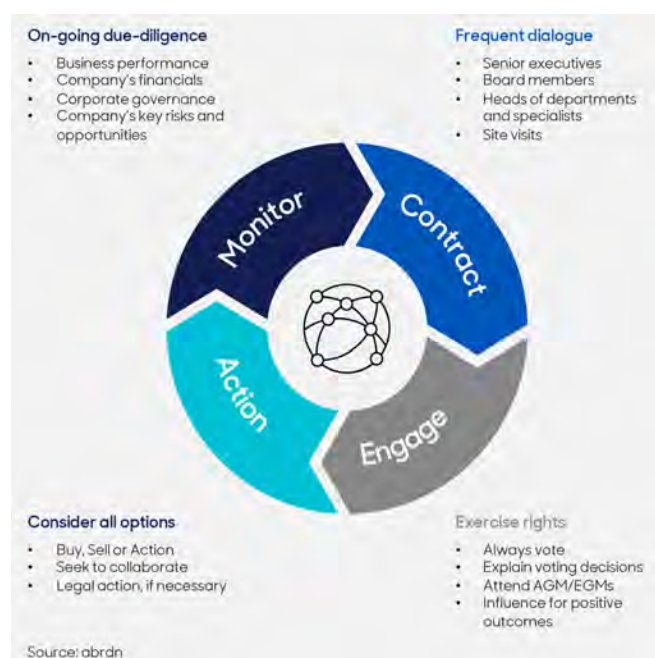 On-going due-diligence
• Business performance
• Company's financials
• Corporate governance
• Company's key risks and
opportunities
Frequent dialogue
• Senior executives
• Board members
• Heads of departments
and specialists
• Site visits
Monitor
Contract
Action
Engage
Consider all options
• Buy, Sell or Action
• Seek to collaborate
• Legal action, if necessary
Exercise rights
• Always vote
• Explain voting decisions
• Attend AGM/EGMs
• Influence for positive
outcomes
Source: abrdn